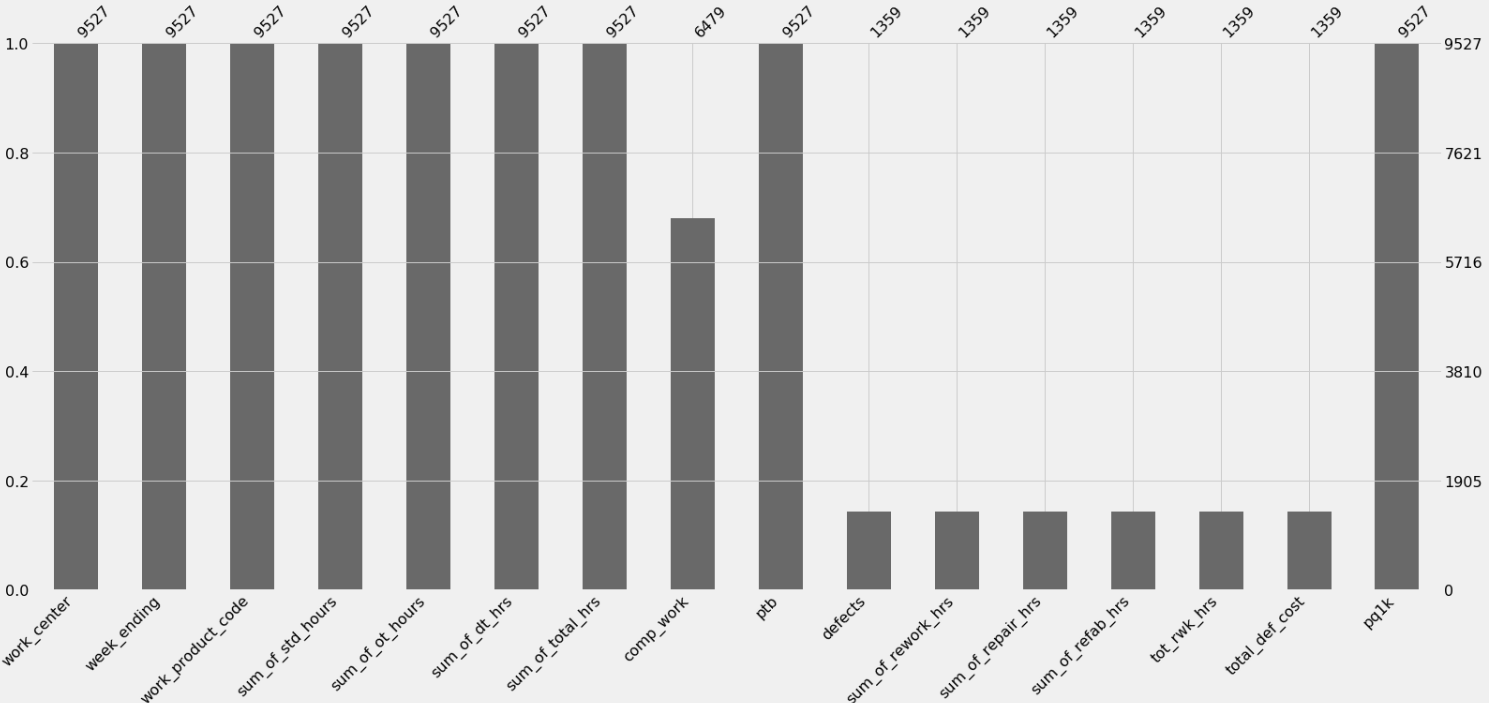 9527 9527 9527 9527 9527 9527 9527 6479 9527 1359 1359 1359 1359 1359 1359 9527
1.0 9527
0.8 7621
0.6 5716
0.4 3810
0.2 1905
0.0 0
work_center
week_ending
work_product_code
sum_of_std_hours
sum_of_ot_hours
sum_of_dt_hrs
sum_of_total_hrs
comp_work
ptb
defects
sum_of_rework_hrs
sum_of_repair_hrs
sum_of_refab_hrs
tot_rwk_hrs
total_def_cost
pq1k